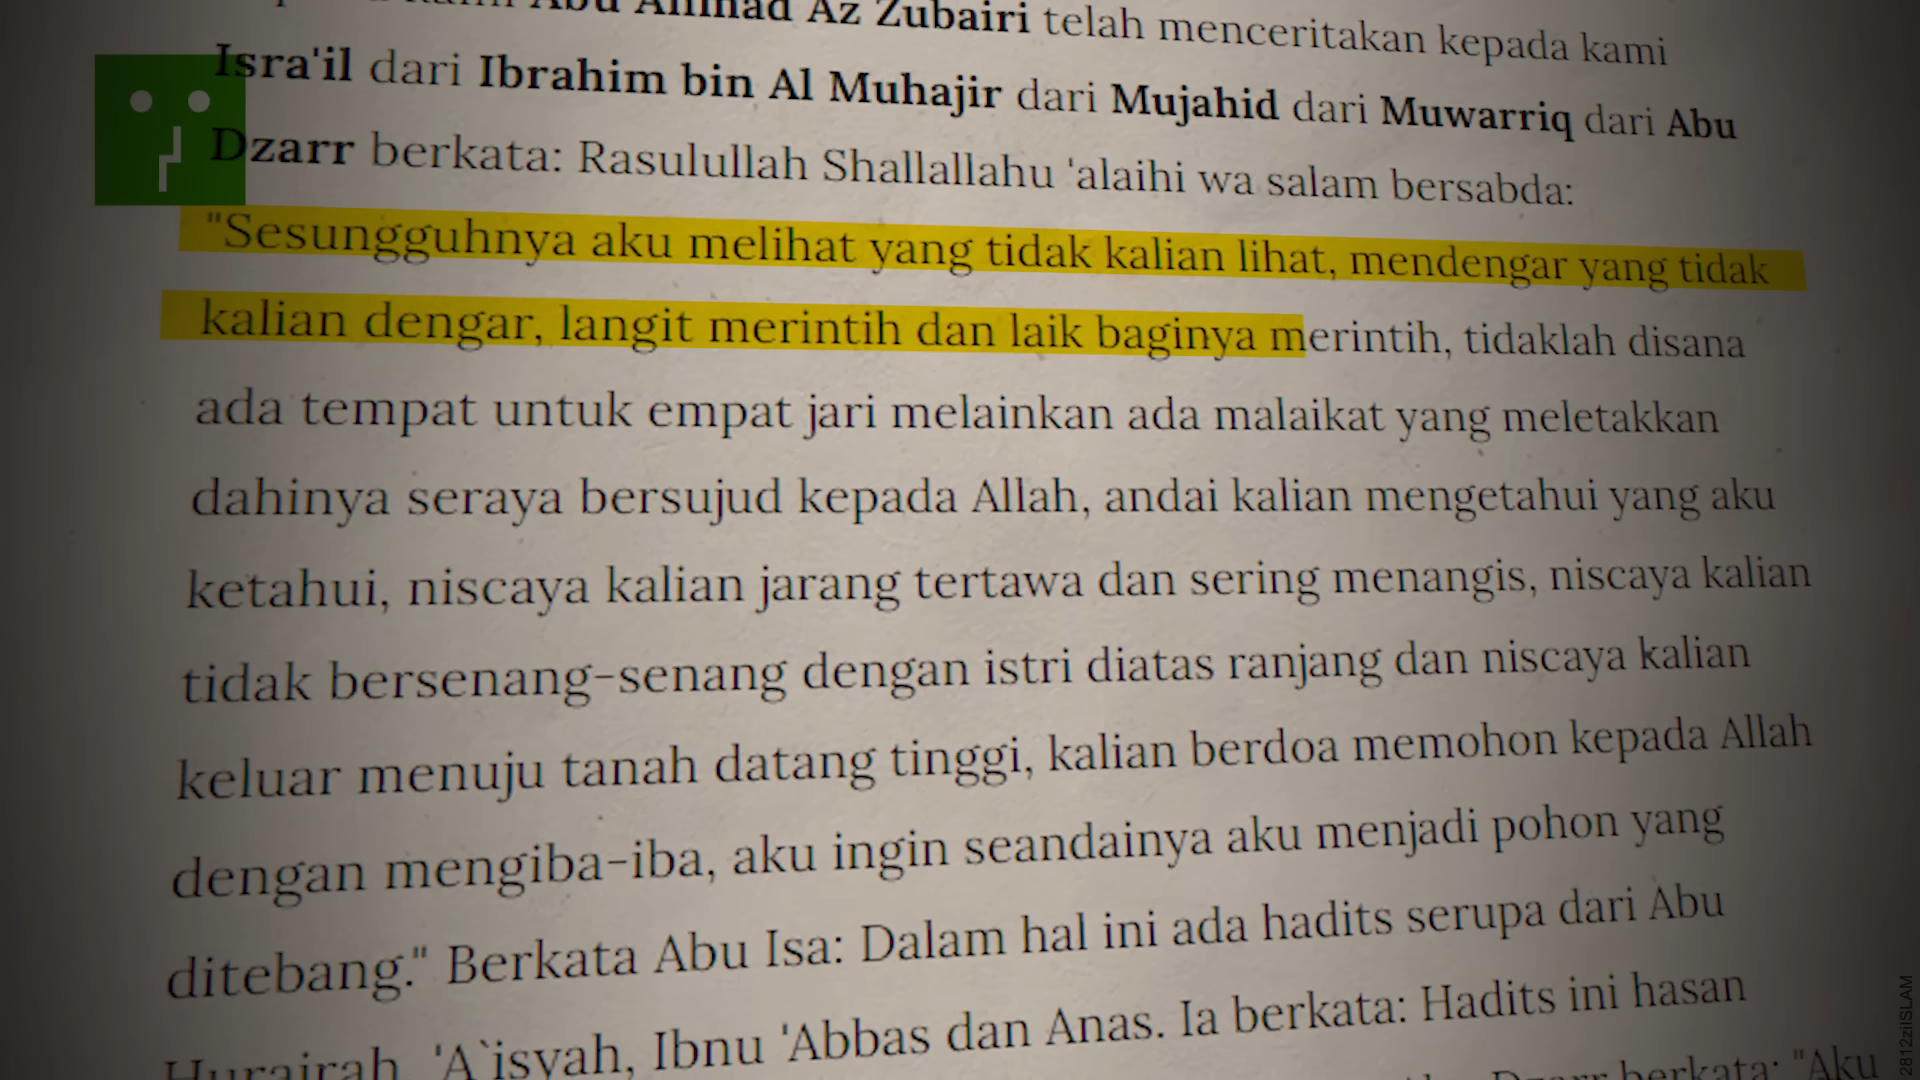 Abu Ahmad Az Zubairi telah menceritakan kepada kami
Isra'il dari Ibrahim bin Al Muhajir dari Mujahid dari Muwarriq dari Abu
Dzarr berkata: Rasulullah Shallallahu 'alaihi wa salam bersabda:
"Sesungguhnya aku melihat yang tidak kalian lihat, mendengar yang tidak
kalian dengar, langit merintih dan laik baginya merintih, tidaklah disana
ada tempat untuk empat jari melainkan ada malaikat yang meletakkan
dahinya seraya bersujud kepada Allah, andai kalian mengetahui yang aku
ketahui, niscaya kalian jarang tertawa dan sering menangis, niscaya kalian
tidak bersenang-senang dengan istri diatas ranjang dan niscaya kalian
keluar menuju tanah datang tinggi, kalian berdoa memohon kepada Allah
dengan mengiba-iba, aku ingin seandainya aku menjadi pohon yang
ditebang." Berkata Abu Isa: Dalam hal ini ada hadits serupa dari Abu
Hurairah, 'A`isyah, Ibnu 'Abbas dan Anas. Ia berkata: Hadits ini hasan
Dzarr berkata: "Aku
2812ziISLAM